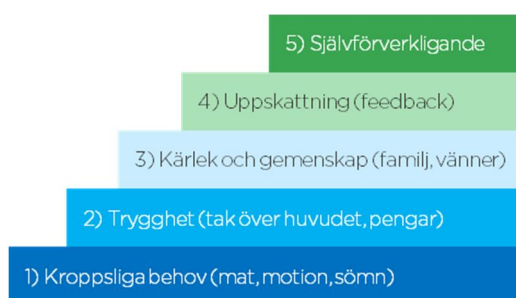 5) Självförverkligande
4) Uppskattning (feedback)
3) Kärlek och gemenskap (familj, vänner)
2) Trygghet (tak över huvudet, pengar)
1) Kroppsliga behov (mat, motion, sömn)